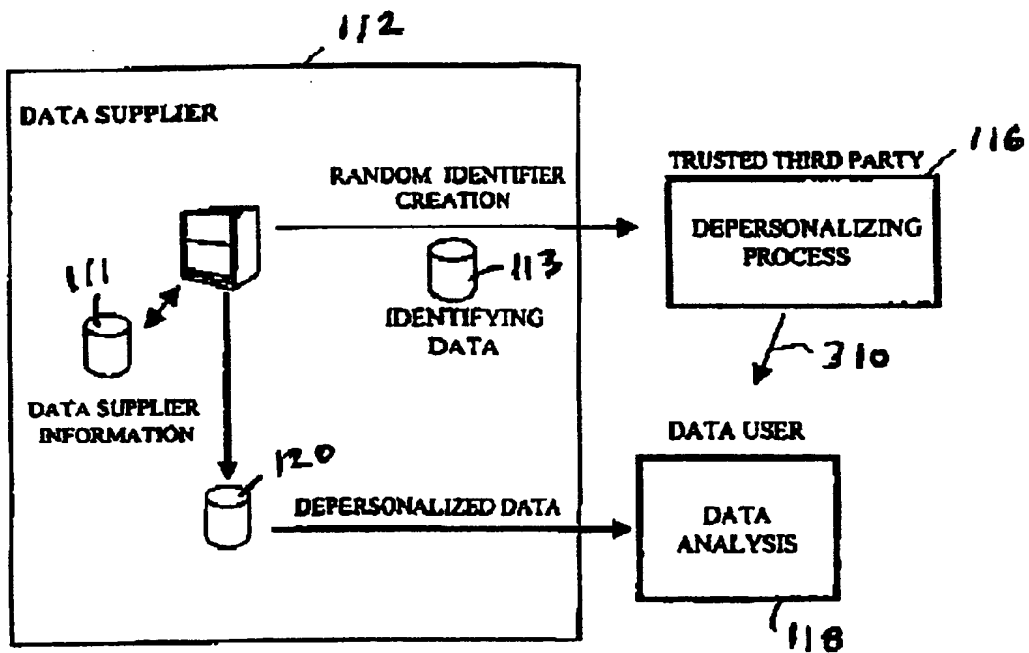 112
DATA SUPPLIER
116
TRUSTED THIRD PARTY
RANDOM IDENTIFIER
CREATION
DEPERSONALIZING
PROCESS
111
113
IDENTIFYING
DATA
310
DATA SUPPLIER
INFORMATION
DATA USER
120
DEPERSONALIZED DATA
DATA
ANALYSIS
118